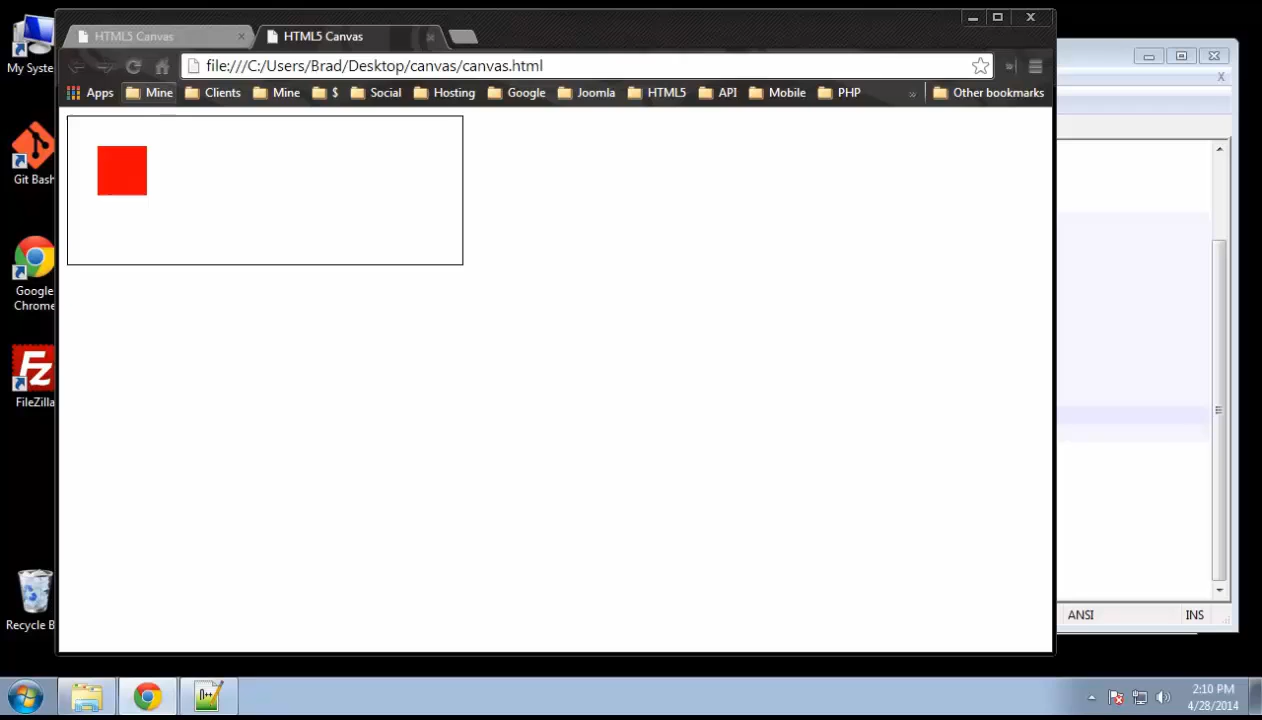 My Syste
HTML5 Canvas
HTML5 Canvas
file:///C:/Users/Brad/Desktop/canvas/canvas.html
Apps Mine Clients Mine $ Social Hosting Google Joomla HTML5 API Mobile PHP » Other bookmarks
Git Bash
Google
Chrome
FileZilla
Recycle B
ANSI INS
2:10 PM
4/28/2014